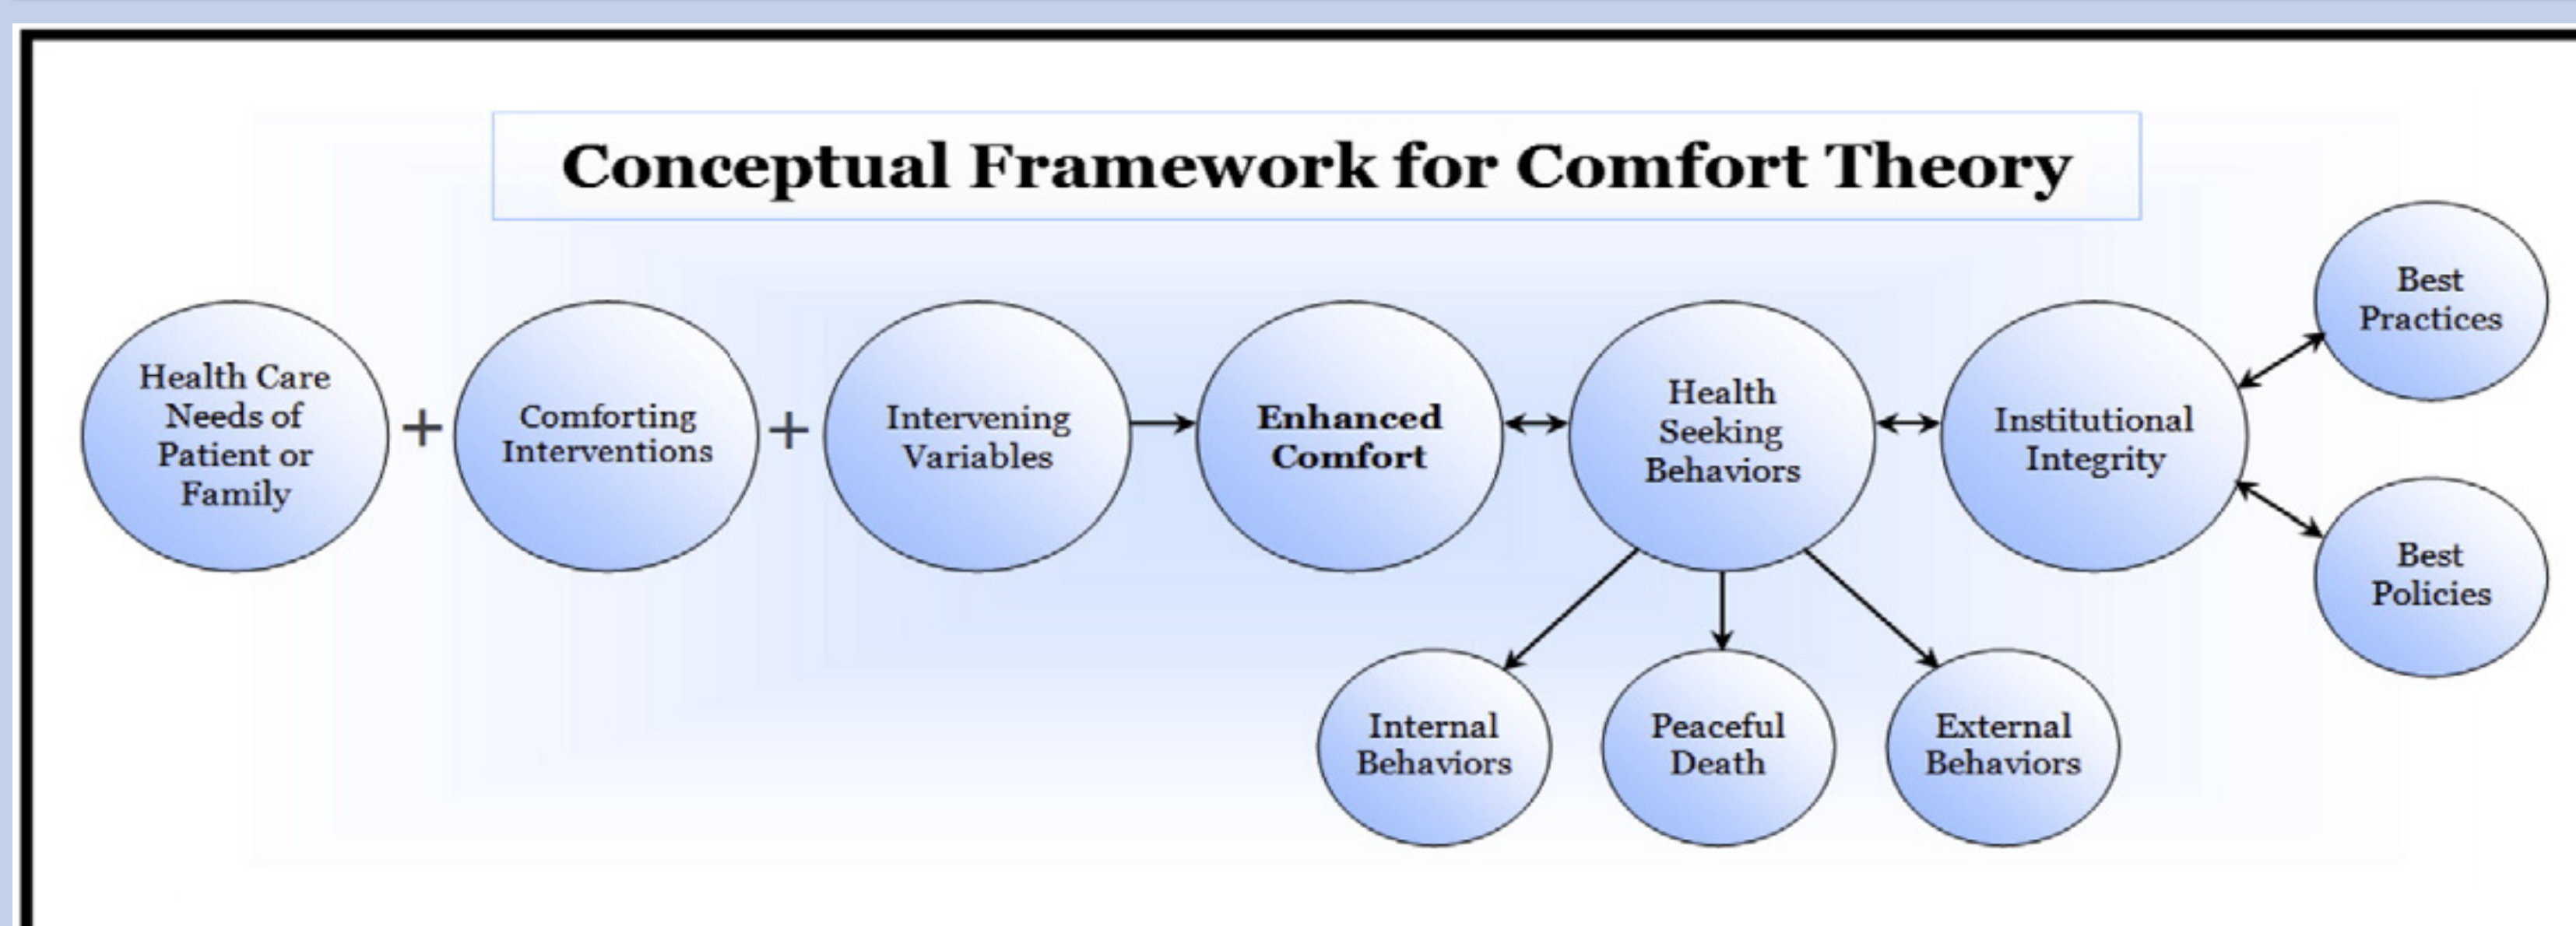 Conceptual Framework for Comfort Theory
Health Care
Needs of
Patient or
Family
+
Comforting
Interventions
+
Intervening
Variables
Enhanced
Comfort
Health
Seeking
Behaviors
Institutional
Integrity
Best
Practices
Best
Policies
Internal
Behaviors
Peaceful
Death
External
Behaviors